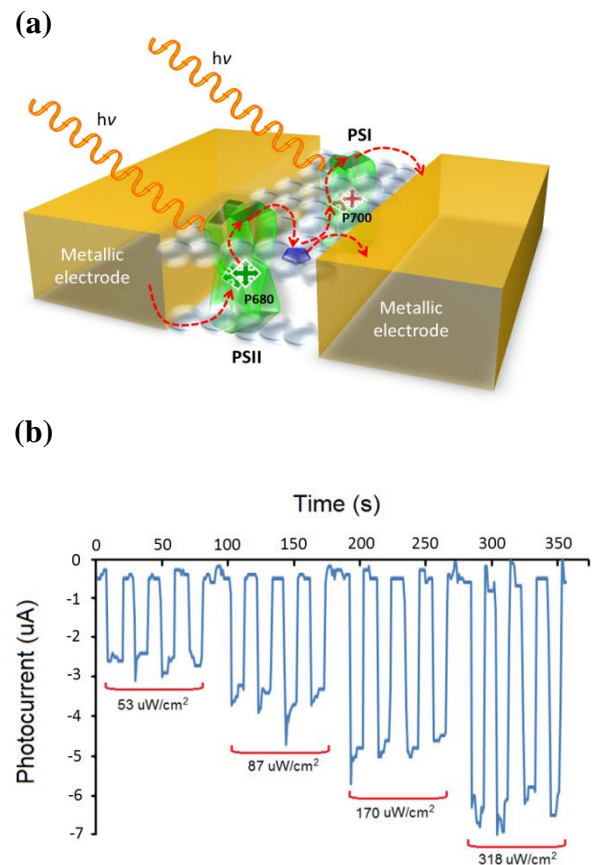 (a)
hν
hν
PSI
P700
Metallic
electrode
P680
Metallic
electrode
PSII
(b)
Time (s)
0 50 100 150 200 250 300 350
0
-1
-2
-3
-4
-5
-6
-7
Photocurrent (uA)
53 uW/cm²
87 uW/cm²
170 uW/cm²
318 uW/cm²